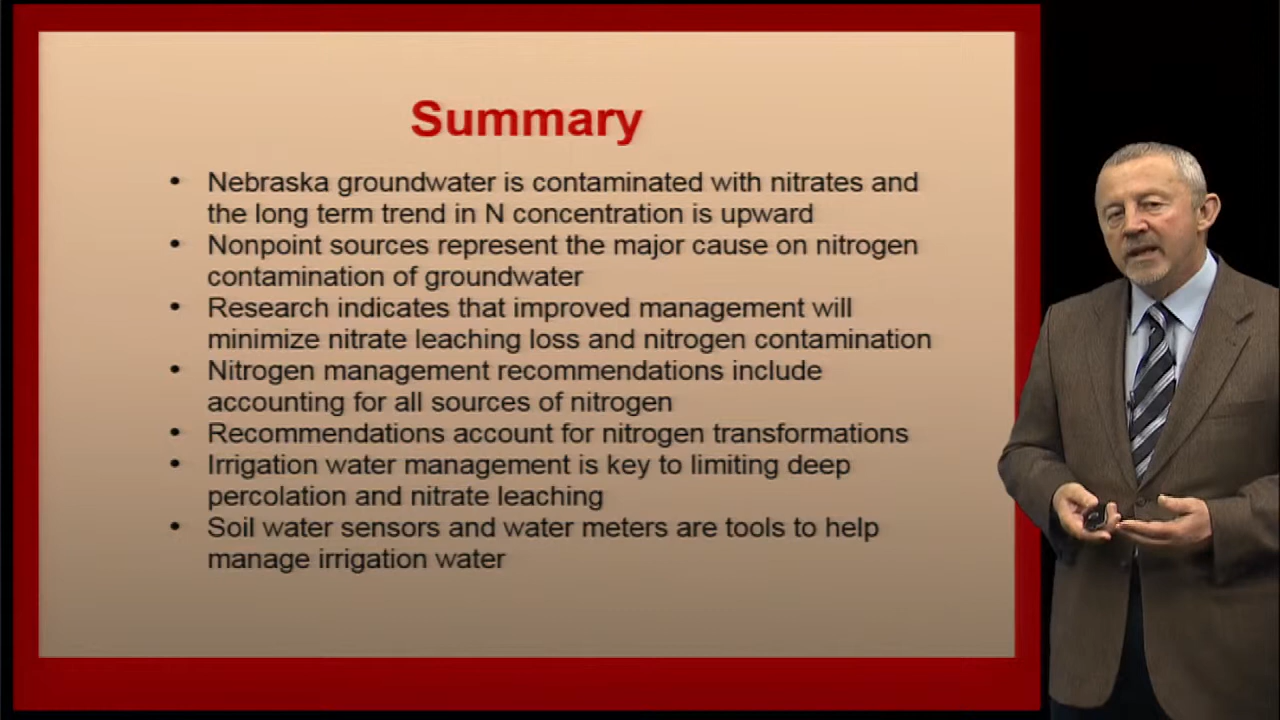 Summary
• Nebraska groundwater is contaminated with nitrates and
the long term trend in N concentration is upward
• Nonpoint sources represent the major cause on nitrogen
contamination of groundwater
• Research indicates that improved management will
minimize nitrate leaching loss and nitrogen contamination
• Nitrogen management recommendations include
accounting for all sources of nitrogen
• Recommendations account for nitrogen transformations
• Irrigation water management is key to limiting deep
percolation and nitrate leaching
• Soil water sensors and water meters are tools to help
manage irrigation water